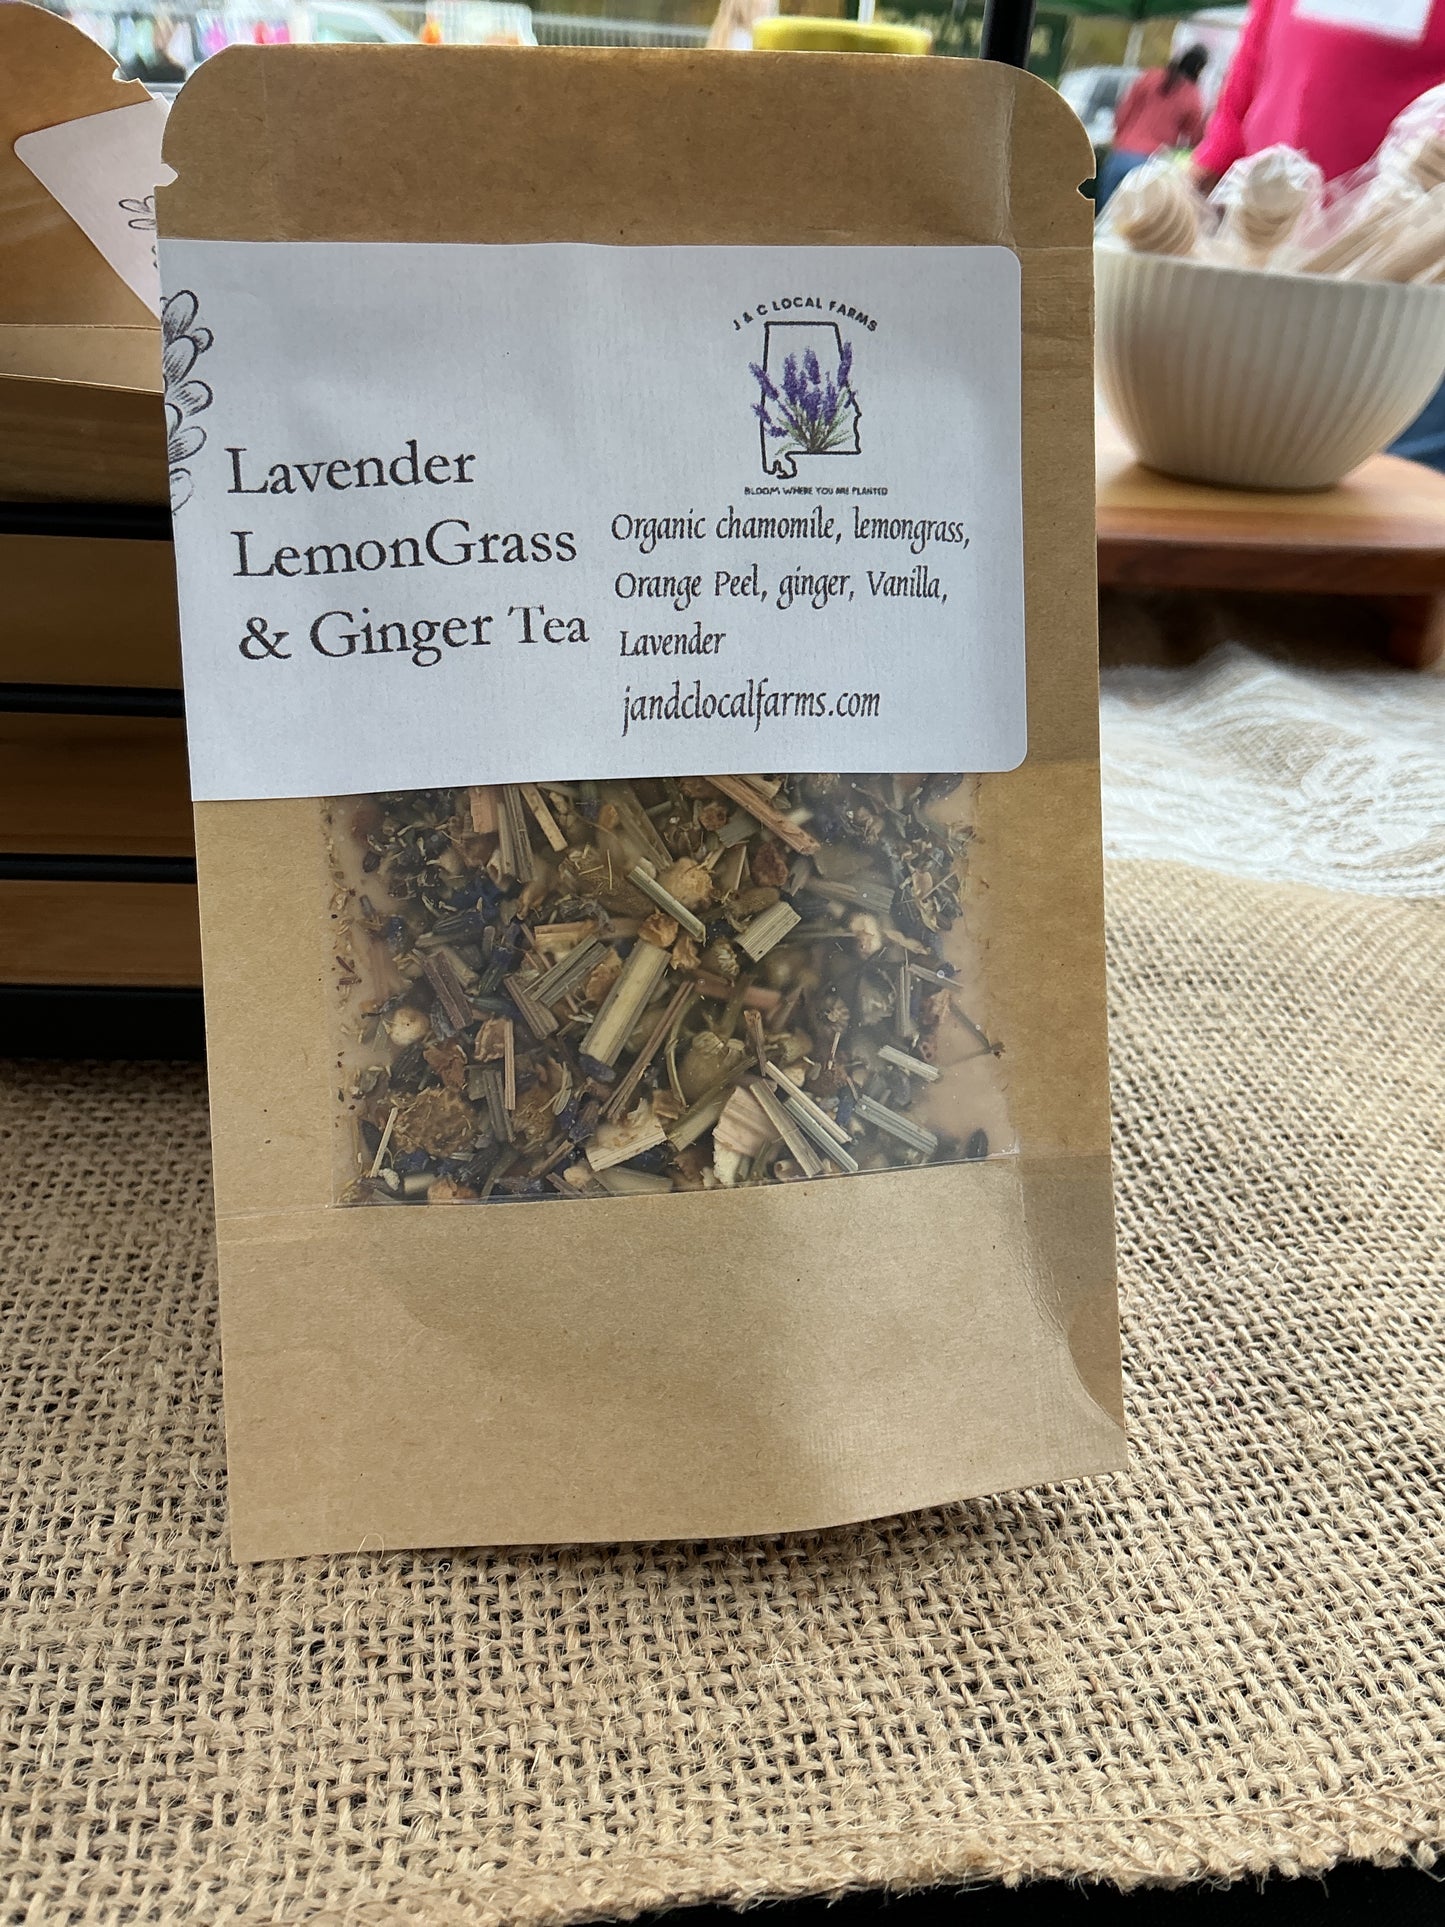 Lavender
LemonGrass
& Ginger Tea
J & C LOCAL FARMS
BLOOM WHERE YOU ARE PLANTED
Organic chamomile, lemongrass,
Orange Peel, ginger, Vanilla,
Lavender
jandclocalfarms.com